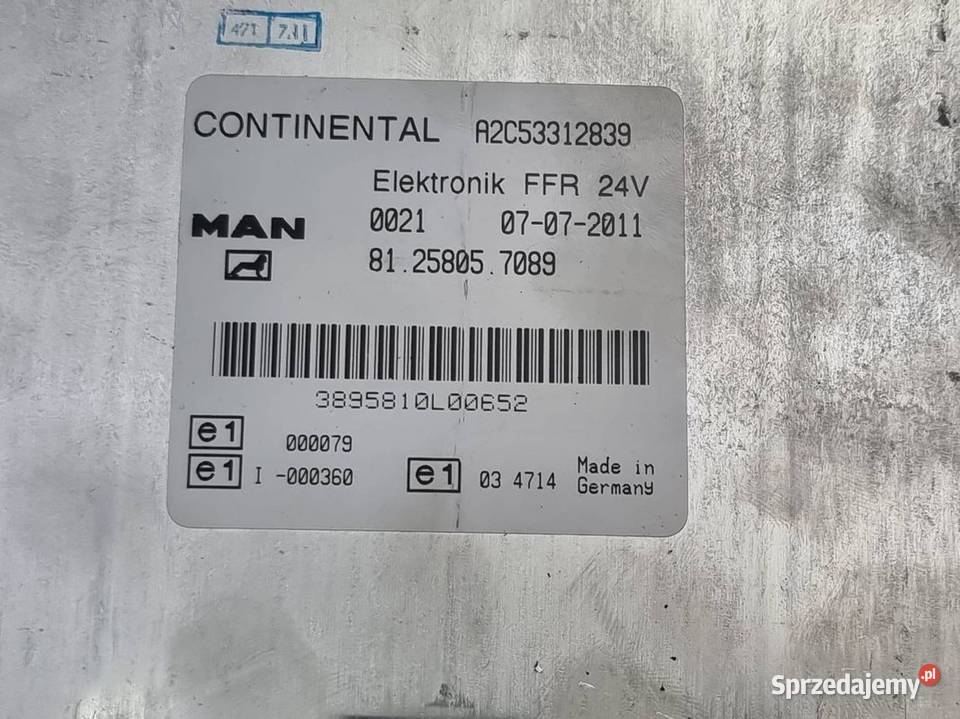 471 7.11
CONTINENTAL A2C53312839
Elektronik FFR 24V
MAN 0021 07-07-2011
81.25805.7089
3895810L00652
e1 000079
e1 I -000360 e1 03 4714 Made in
Germany
Sprzedajemy.pl